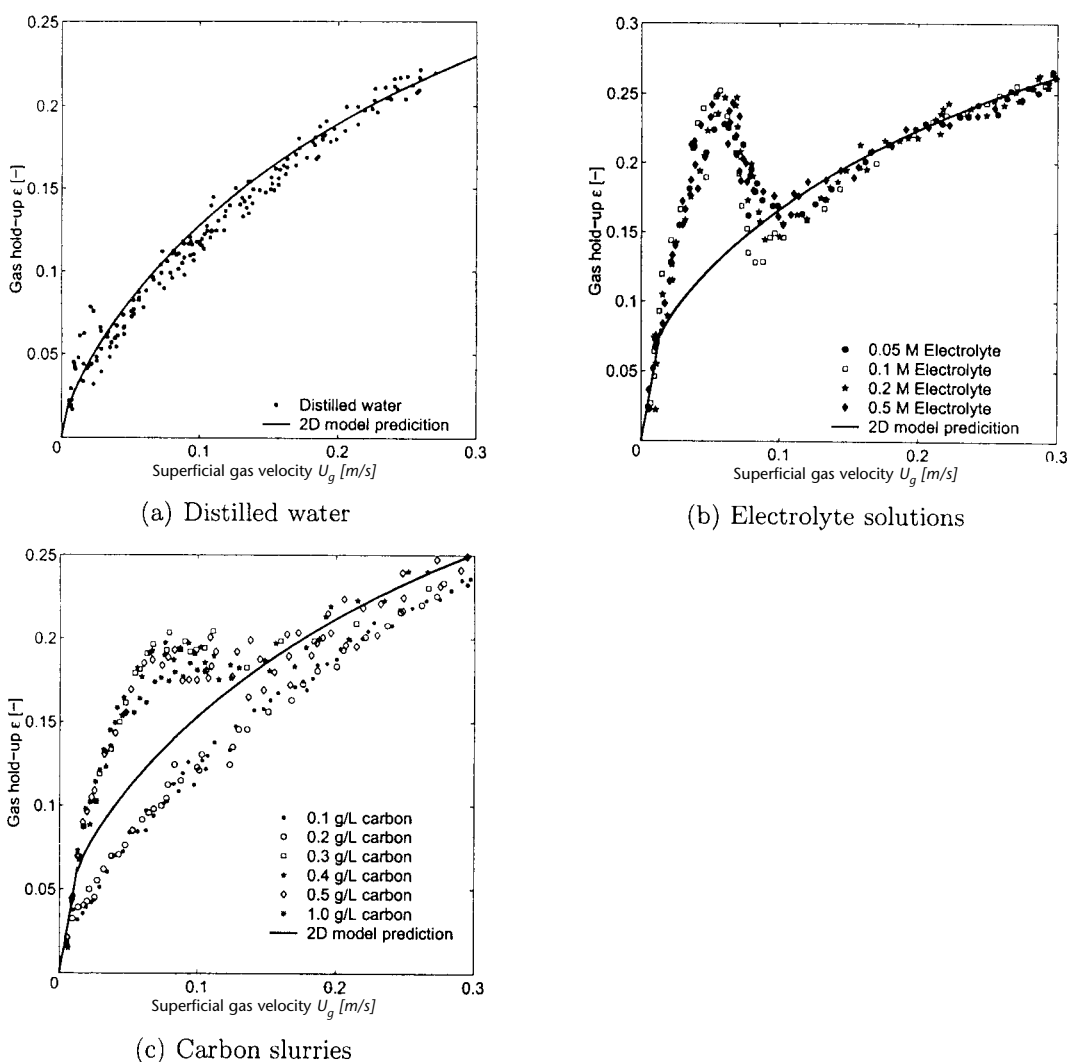 0.25
0.2
0.15
0.1
0.05
0
0.1
0.2
0.3
Gas hold−up ε [−]
Distilled water
2D model predicition
Superficial gas velocity U_g [m/s]
(a) Distilled water
0.3
0.25
0.2
0.15
0.1
0.05
0
0.1
0.2
0.3
Gas hold−up ε [−]
0.05 M Electrolyte
0.1 M Electrolyte
0.2 M Electrolyte
0.5 M Electrolyte
2D model predicition
Superficial gas velocity U_g [m/s]
(b) Electrolyte solutions
0.25
0.2
0.15
0.1
0.05
0
0.1
0.2
0.3
Gas hold−up ε [−]
0.1 g/L carbon
0.2 g/L carbon
0.3 g/L carbon
0.4 g/L carbon
0.5 g/L carbon
1.0 g/L carbon
2D model prediction
Superficial gas velocity U_g [m/s]
(c) Carbon slurries